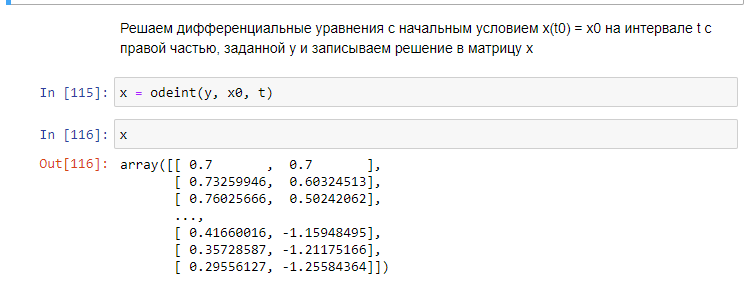 Решаем дифференциальные уравнения с начальным условием x(t0) = x0 на интервале t с
правой частью, заданной y и записываем решение в матрицу x
In [115]: x = odeint(y, x0, t)
In [116]: x
Out[116]: array([[ 0.7       ,  0.7       ],
       [ 0.73259946,  0.60324513],
       [ 0.76025666,  0.50242062],
       ...,
       [ 0.41660016, -1.15948495],
       [ 0.35728587, -1.21175166],
       [ 0.29556127, -1.25584364]])